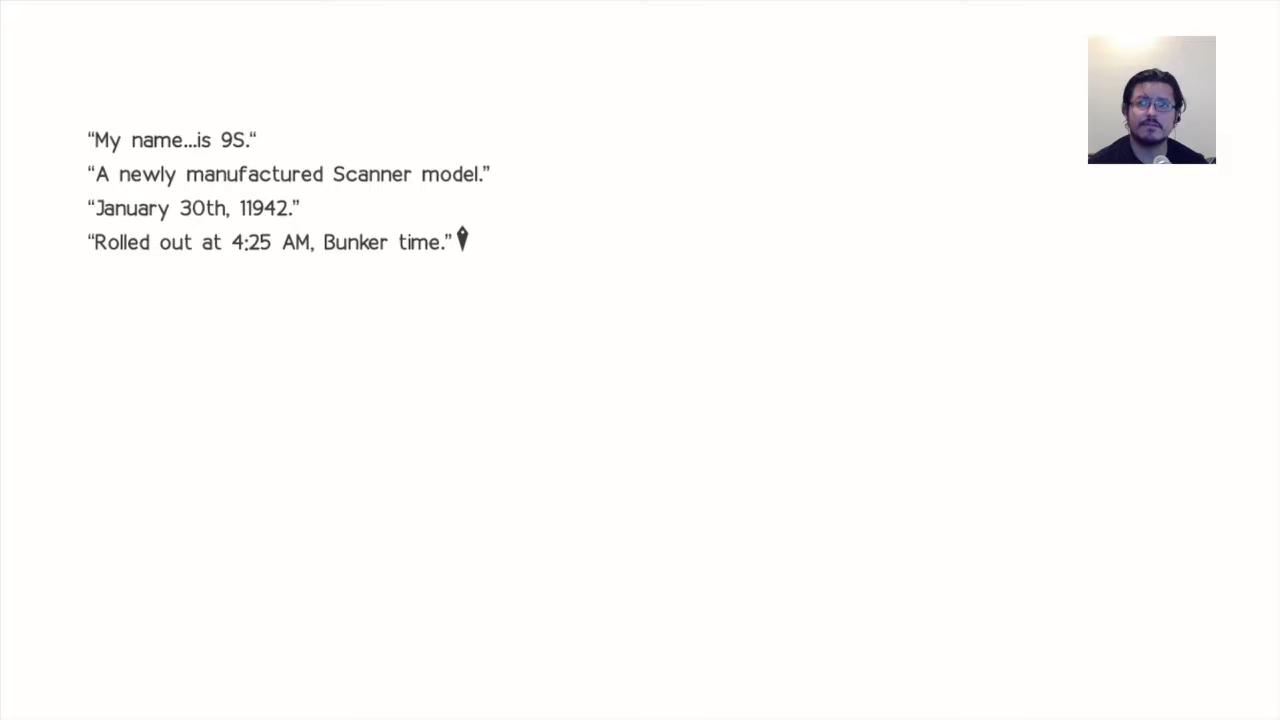 “My name...is 9S.“
“A newly manufactured Scanner model.”
“January 30th, 11942.”
“Rolled out at 4:25 AM, Bunker time.”